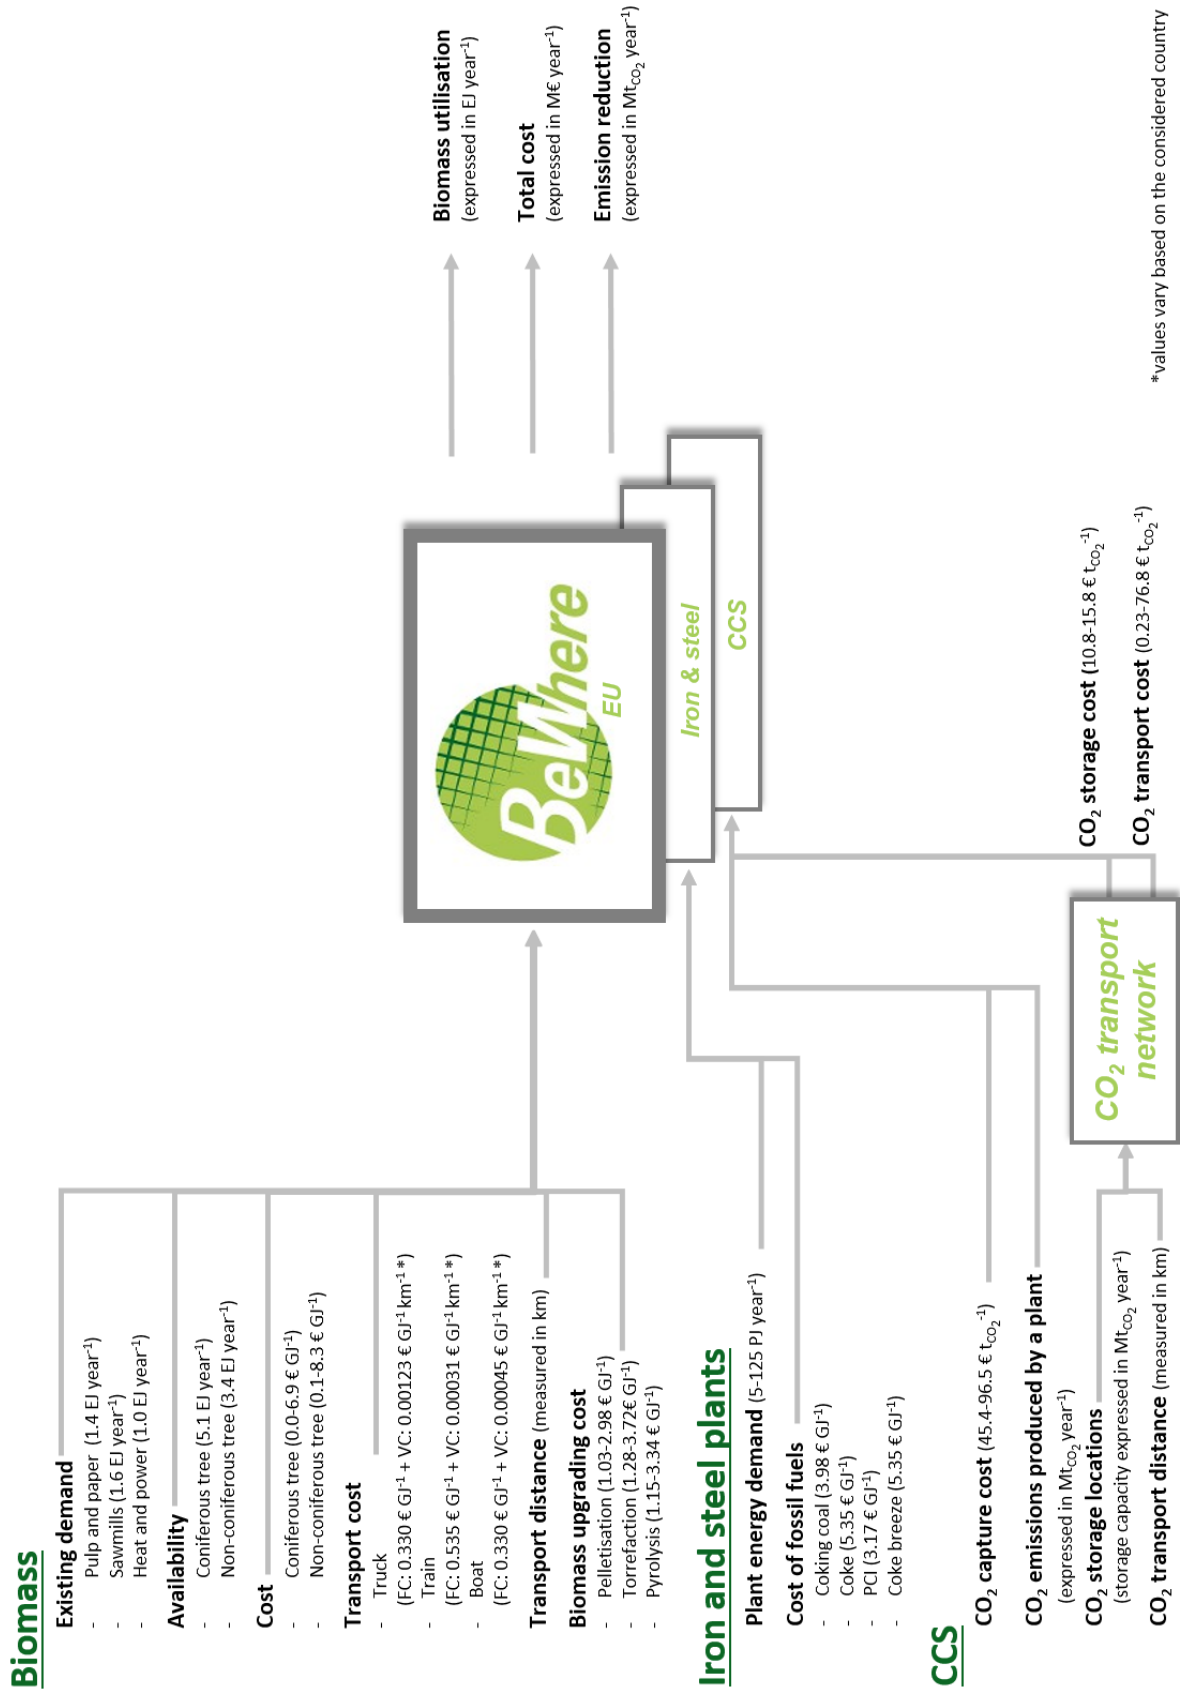 Biomass
Existing demand
- Pulp and paper (1.4 EJ year⁻¹)
- Sawmills (1.6 EJ year⁻¹)
- Heat and power (1.0 EJ year⁻¹)
Availability
- Coniferous tree (5.1 EJ year⁻¹)
- Non-coniferous tree (3.4 EJ year⁻¹)
Cost
- Coniferous tree (0.0-6.9 € GJ⁻¹)
- Non-coniferous tree (0.1-8.3 € GJ⁻¹)
Transport cost
- Truck
(FC: 0.330 € GJ⁻¹ + VC: 0.00123 € GJ⁻¹ km⁻¹ *)
- Train
(FC: 0.535 € GJ⁻¹ + VC: 0.00031 € GJ⁻¹ km⁻¹ *)
- Boat
(FC: 0.330 € GJ⁻¹ + VC: 0.00045 € GJ⁻¹ km⁻¹ *)
Transport distance (measured in km)
Biomass upgrading cost
- Pelletisation (1.03-2.98 € GJ⁻¹)
- Torrefaction (1.28-3.72€ GJ⁻¹)
- Pyrolysis (1.15-3.34 € GJ⁻¹)
Iron and steel plants
Plant energy demand (5-125 PJ year⁻¹)
Cost of fossil fuels
- Coking coal (3.98 € GJ⁻¹)
- Coke (5.35 € GJ⁻¹)
- PCI (3.17 € GJ⁻¹)
- Coke breeze (5.35 € GJ⁻¹)
CCS
CO₂ capture cost (45.4-96.5 € t_CO₂⁻¹)
CO₂ emissions produced by a plant
(expressed in Mt_CO₂ year⁻¹)
CO₂ storage locations
(storage capacity expressed in Mt_CO₂ year⁻¹)
CO₂ transport distance (measured in km)
CO₂ transport
network
CO₂ storage cost (10.8-15.8 € t_CO₂⁻¹)
CO₂ transport cost (0.23-76.8 € t_CO₂⁻¹)
BeWhere
EU
Iron & steel
CCS
Biomass utilisation
(expressed in EJ year⁻¹)
Total cost
(expressed in M€ year⁻¹)
Emission reduction
(expressed in Mt_CO₂ year⁻¹)
*values vary based on the considered country